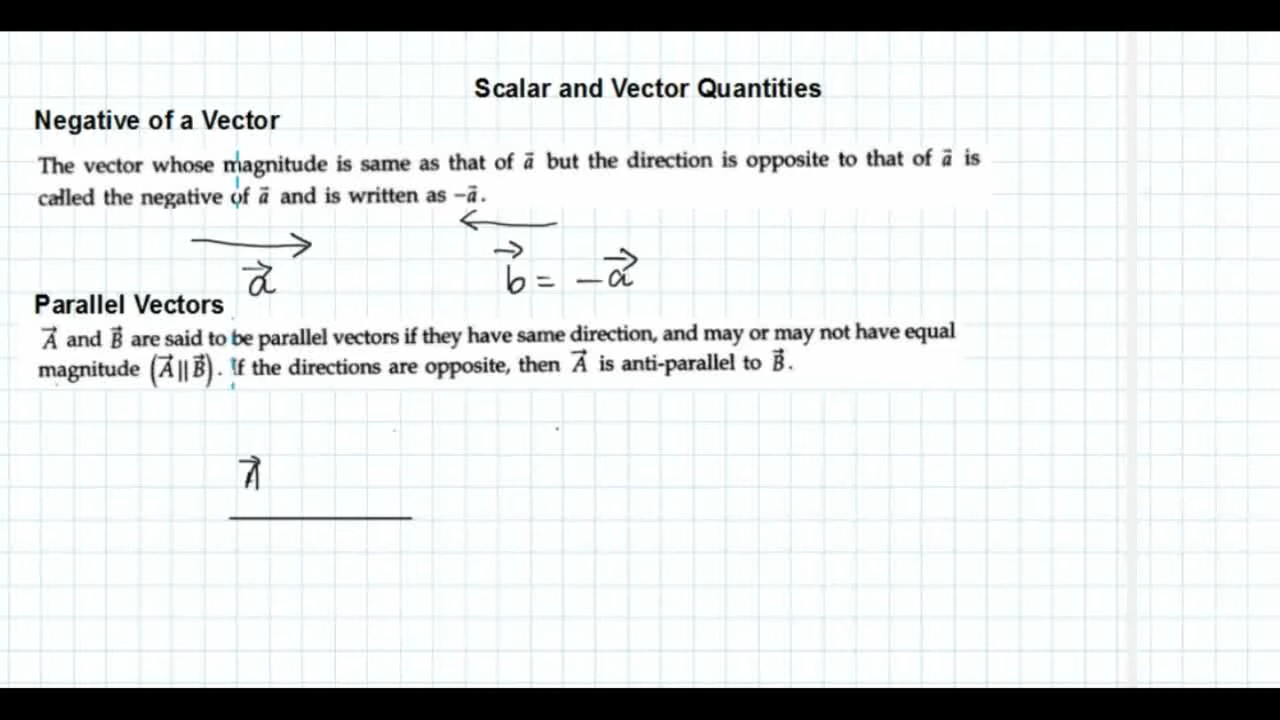 Scalar and Vector Quantities
Negative of a Vector
The vector whose magnitude is same as that of a⃗ but the direction is opposite to that of a⃗ is
called the negative of a⃗ and is written as −a⃗.
a⃗
b⃗ = −a⃗
Parallel Vectors
A⃗ and B⃗ are said to be parallel vectors if they have same direction, and may or may not have equal
magnitude (A⃗||B⃗). If the directions are opposite, then A⃗ is anti-parallel to B⃗.
A⃗